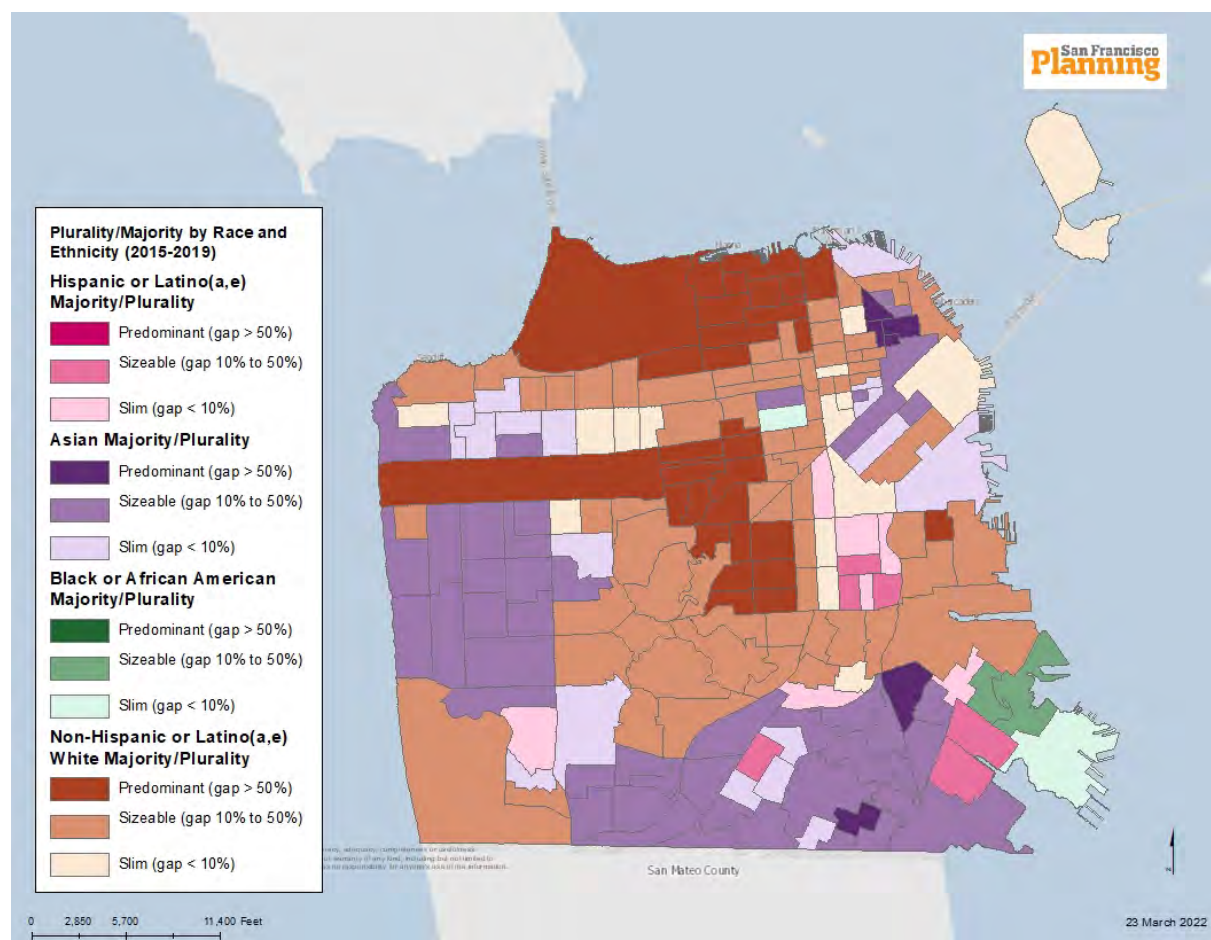 San Francisco
Planning
Plurality/Majority by Race and
Ethnicity (2015-2019)
Hispanic or Latino(a,e)
Majority/Plurality
Predominant (gap > 50%)
Sizeable (gap 10% to 50%)
Slim (gap < 10%)
Asian Majority/Plurality
Predominant (gap > 50%)
Sizeable (gap 10% to 50%)
Slim (gap < 10%)
Black or African American
Majority/Plurality
Predominant (gap > 50%)
Sizeable (gap 10% to 50%)
Slim (gap < 10%)
Non-Hispanic or Latino(a,e)
White Majority/Plurality
Predominant (gap > 50%)
Sizeable (gap 10% to 50%)
Slim (gap < 10%)
San Mateo County
0 2,850 5,700 11,400 Feet
23 March 2022